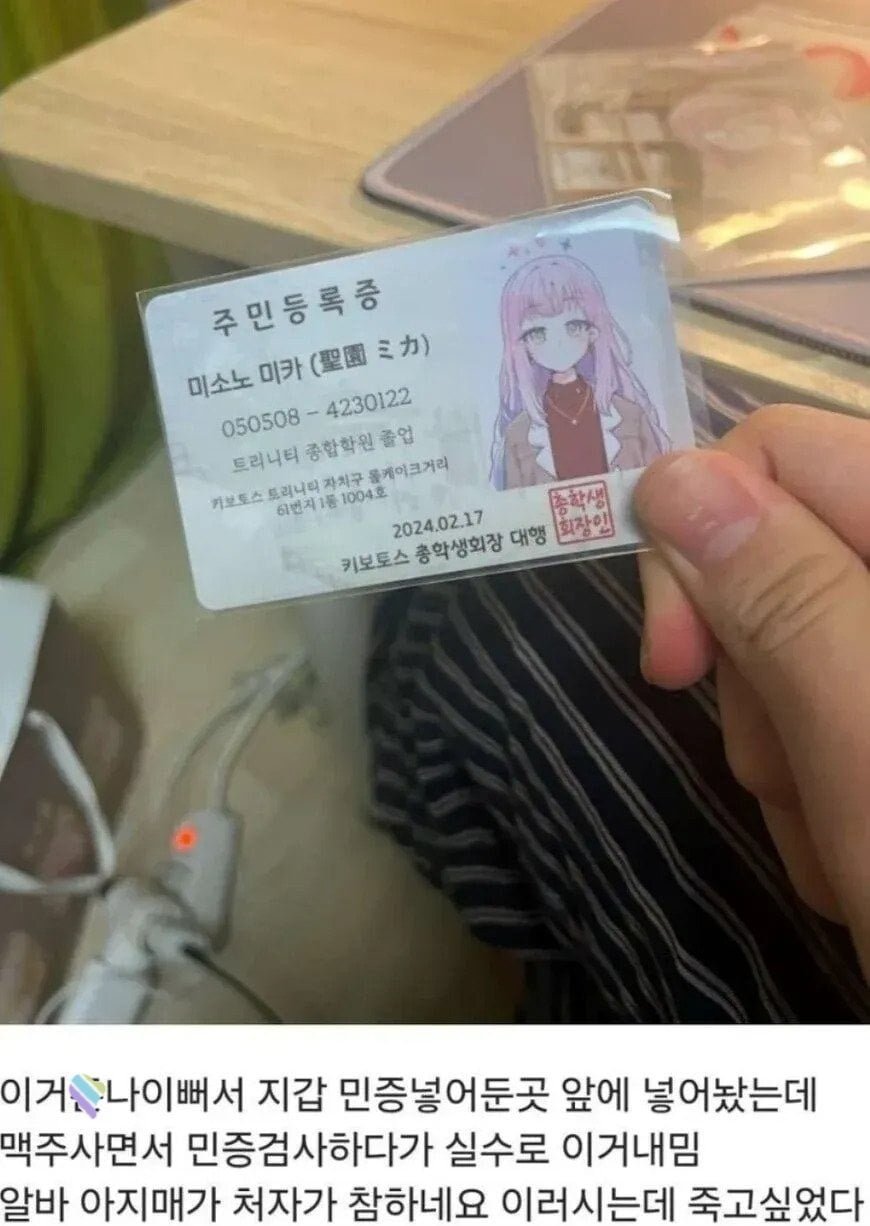 주민등록증
미소노 미카 (聖園 ミカ)
050508 - 4230122
트리니티 종합학원 졸업
키보토스 트리니티 자치구 롤케이크거리
61번지 1동 1004호
2024.02.17
키보토스 총학생회장 대행
총학생
회장인
이거 나이뻐서 지갑 민증넣어둔곳 앞에 넣어놨는데
맥주사면서 민증검사하다가 실수로 이거내밈
알바 아지매가 처자가 참하네요 이러시는데 죽고싶었다